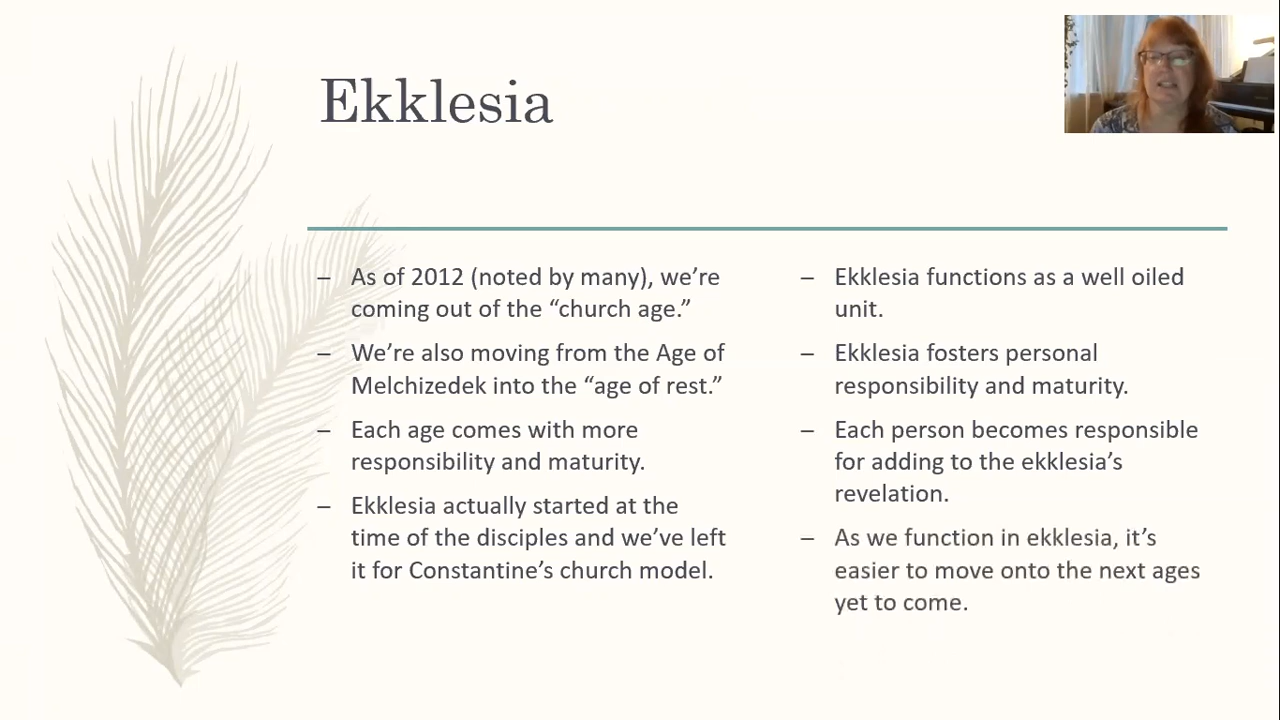 Ekklesia
– As of 2012 (noted by many), we’re
coming out of the “church age.”
– We’re also moving from the Age of
Melchizedek into the “age of rest.”
– Each age comes with more
responsibility and maturity.
– Ekklesia actually started at the
time of the disciples and we’ve left
it for Constantine’s church model.
– Ekklesia functions as a well oiled
unit.
– Ekklesia fosters personal
responsibility and maturity.
– Each person becomes responsible
for adding to the ekklesia’s
revelation.
– As we function in ekklesia, it’s
easier to move onto the next ages
yet to come.